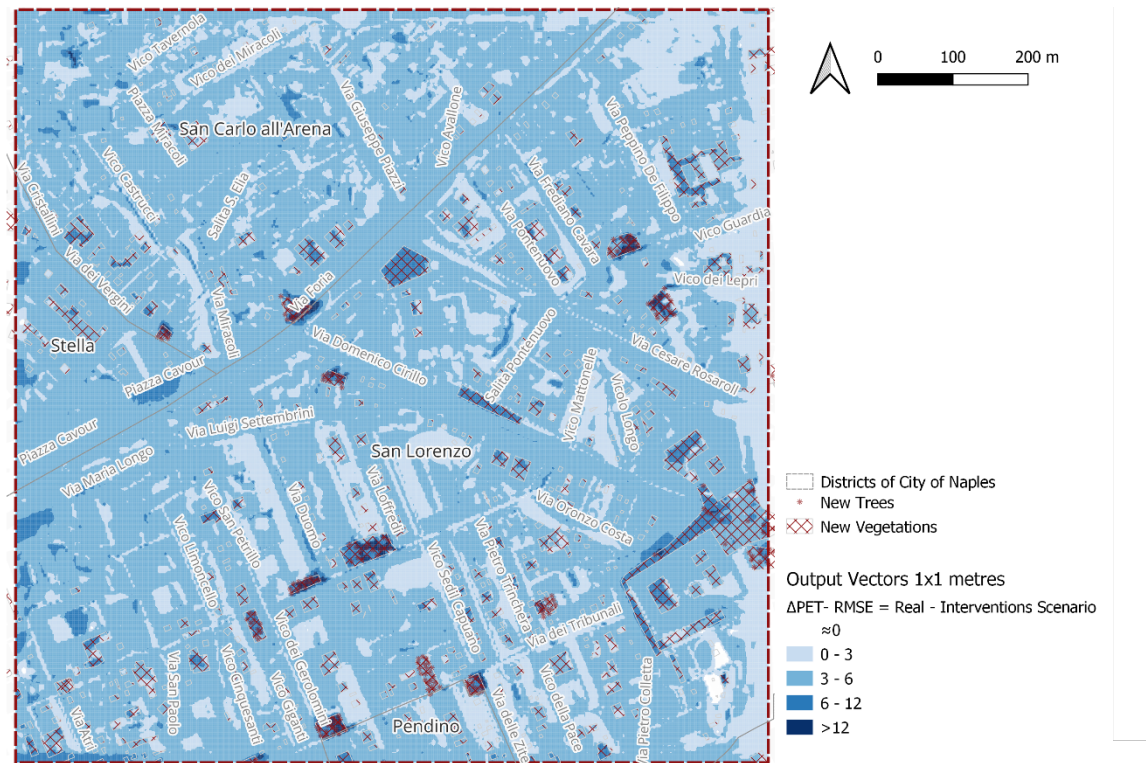 Vico Tavernola
Vico dei Miracoli
Piazza Miracoli
San Carlo all'Arena
Via Giuseppe Piazzi
Vico Avallone
Via Peppino De Filippo
Vico Castrucci
Via Cristallini
Salita S. Elia
Via Frediano Cavara
Via Pontenuovo
Vico Guardia
Via dei Vergini
Vico dei Lepri
Via Foria
Via Miracoli
Stella
Via Domenico Cirillo
Salita Pontenuovo
Via Cesare Rosaroll
Piazza Cavour
Vico Mattonelle
Vicolo Longo
Piazza Cavour
Via Luigi Settembrini
San Lorenzo
Via Maria Longo
Vico San Petrillo
Via Duomo
Via Loffredi
Via Oronzo Costa
Vico Limoncello
Vico Sedil Capuano
Via Pietro Trinchera
Via dei Tribunali
Vico dei Gerolomini
Via San Paolo
Vico Cinquesanti
Vico Giganti
Via Atri
Pendino
Via delle Zite
Vico della Pace
Via Pietro Colletta
0 100 200 m
Districts of City of Naples
New Trees
New Vegetations
Output Vectors 1x1 metres
ΔPET- RMSE = Real - Interventions Scenario
≈0
0 - 3
3 - 6
6 - 12
>12